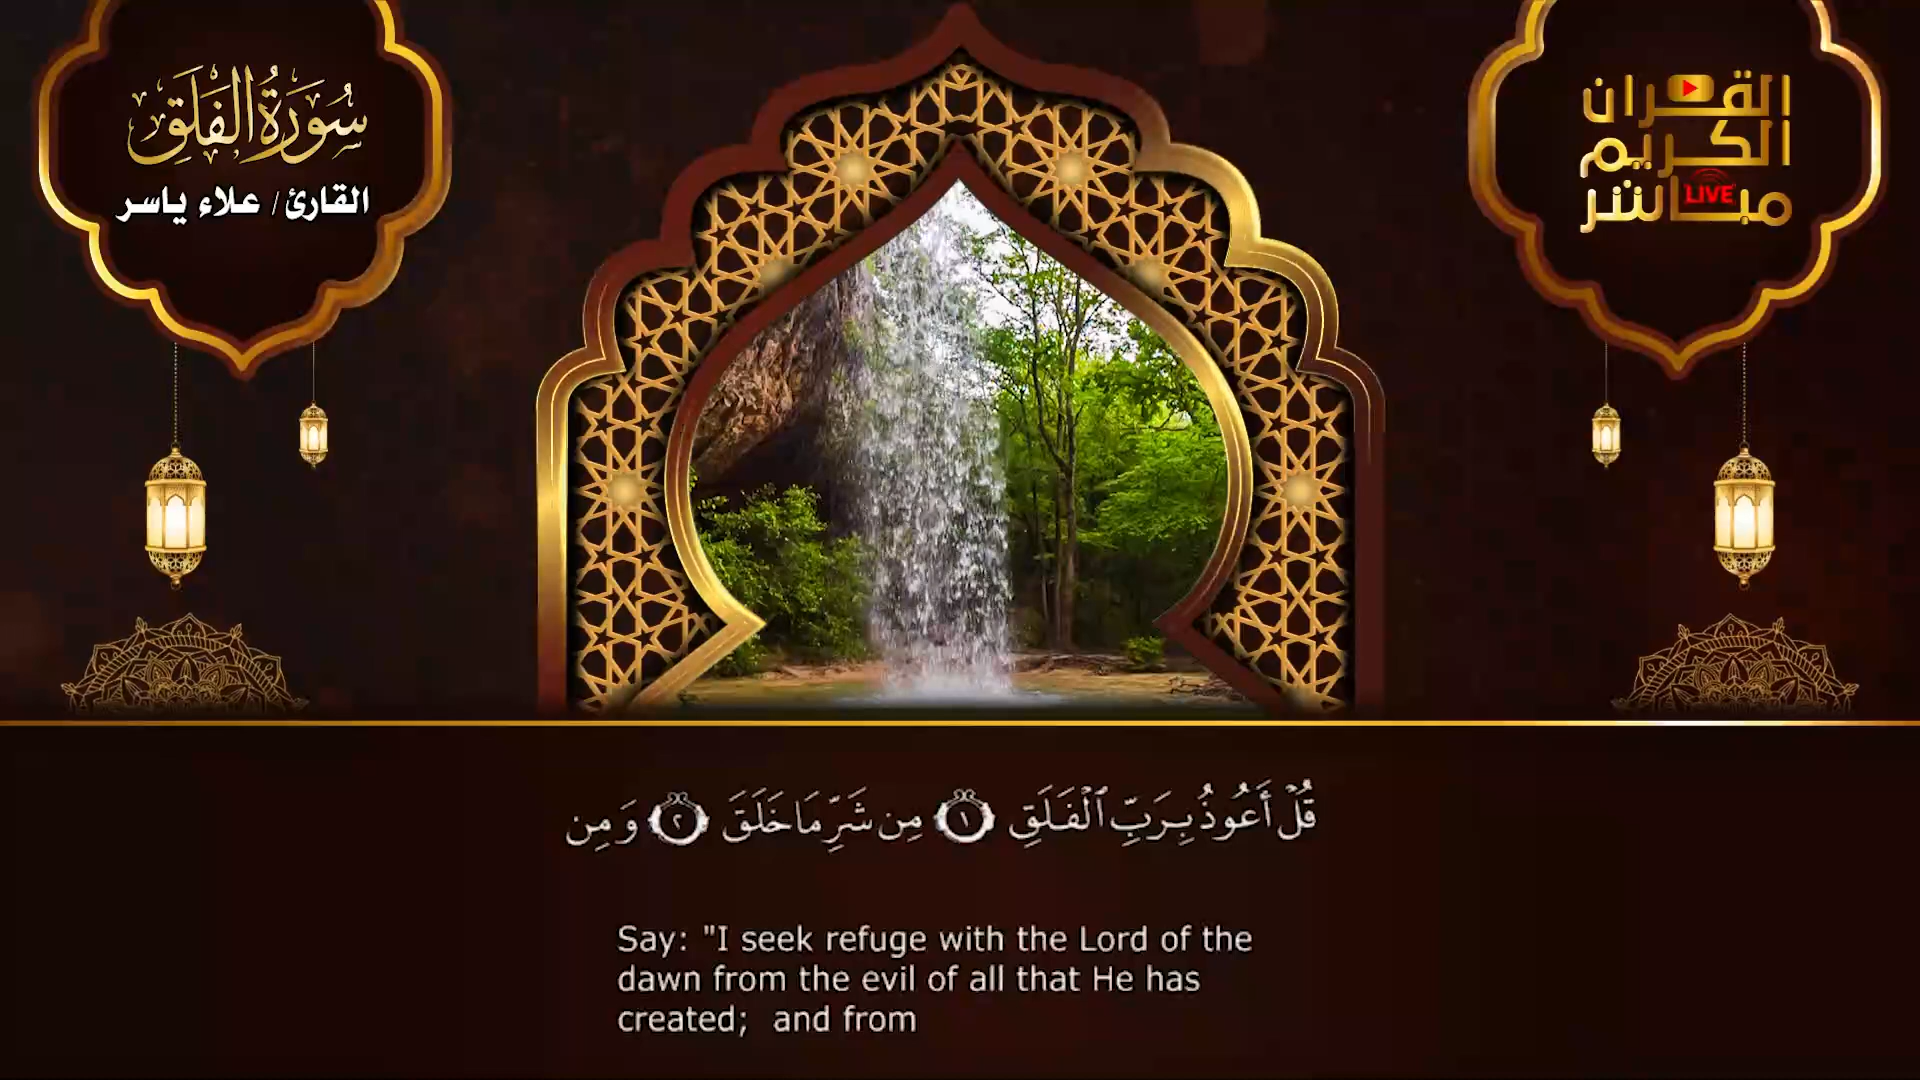 سُورَةُ الفَلَقِ
القارئ / علاء ياسر
القران
الكريم
مباشر
LIVE
قُلۡ أَعُوذُ بِرَبِّ ٱلۡفَلَقِ ١ مِن شَرِّ مَا خَلَقَ ٢ وَمِن
Say: "I seek refuge with the Lord of the
dawn from the evil of all that He has
created;  and from